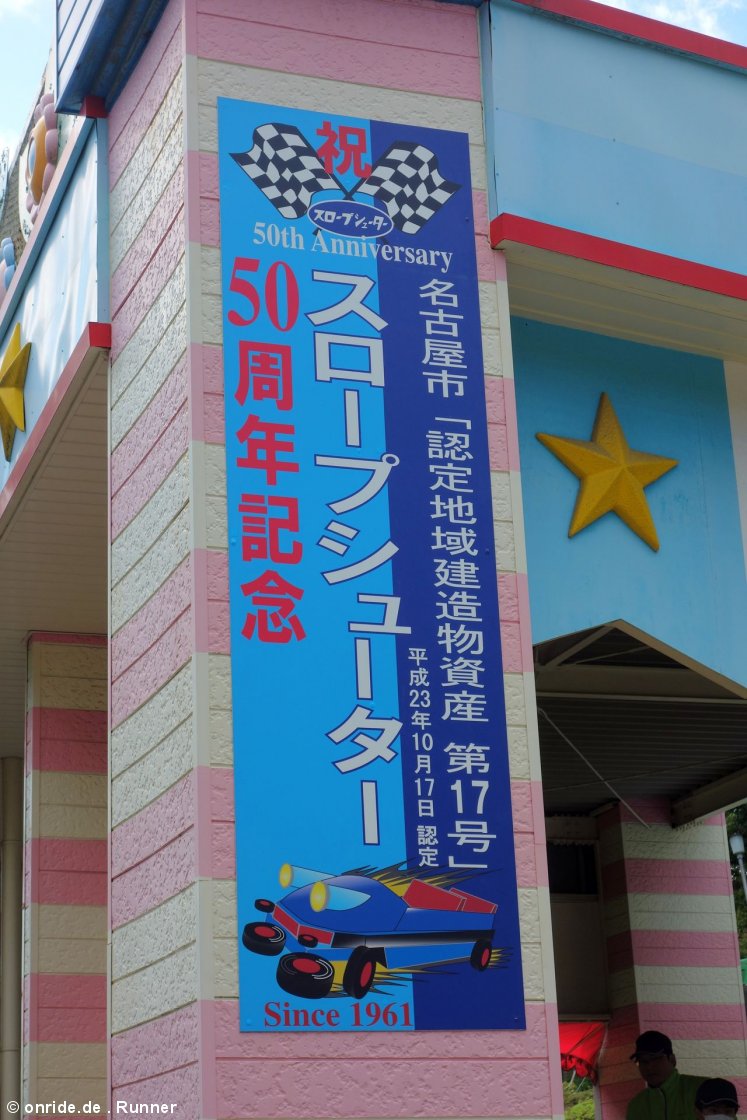 祝
スロープシューター
50th Anniversary
名古屋市「認定地域建造物資産 第17号」
平成23年10月17日 認定
スロープシューター
50周年記念
Since 1961
© onride.de . Runner